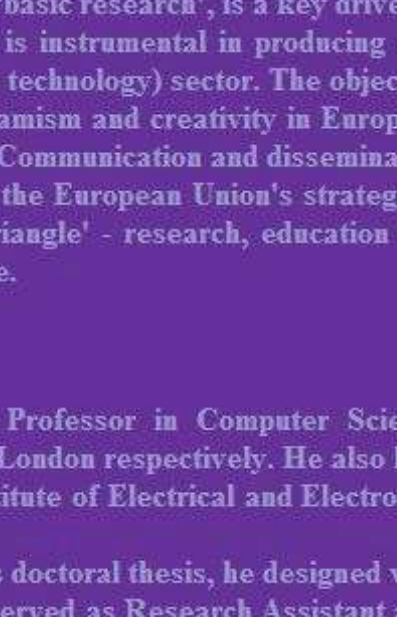 basic research', is a key drive
is instrumental in producing
technology) sector. The objec
amism and creativity in Europ
Communication and dissemina
the European Union's strateg
iangle' - research, education
e.
Professor in Computer Scie
London respectively. He also
titute of Electrical and Electro
s doctoral thesis, he designed
erved as Research Assistant